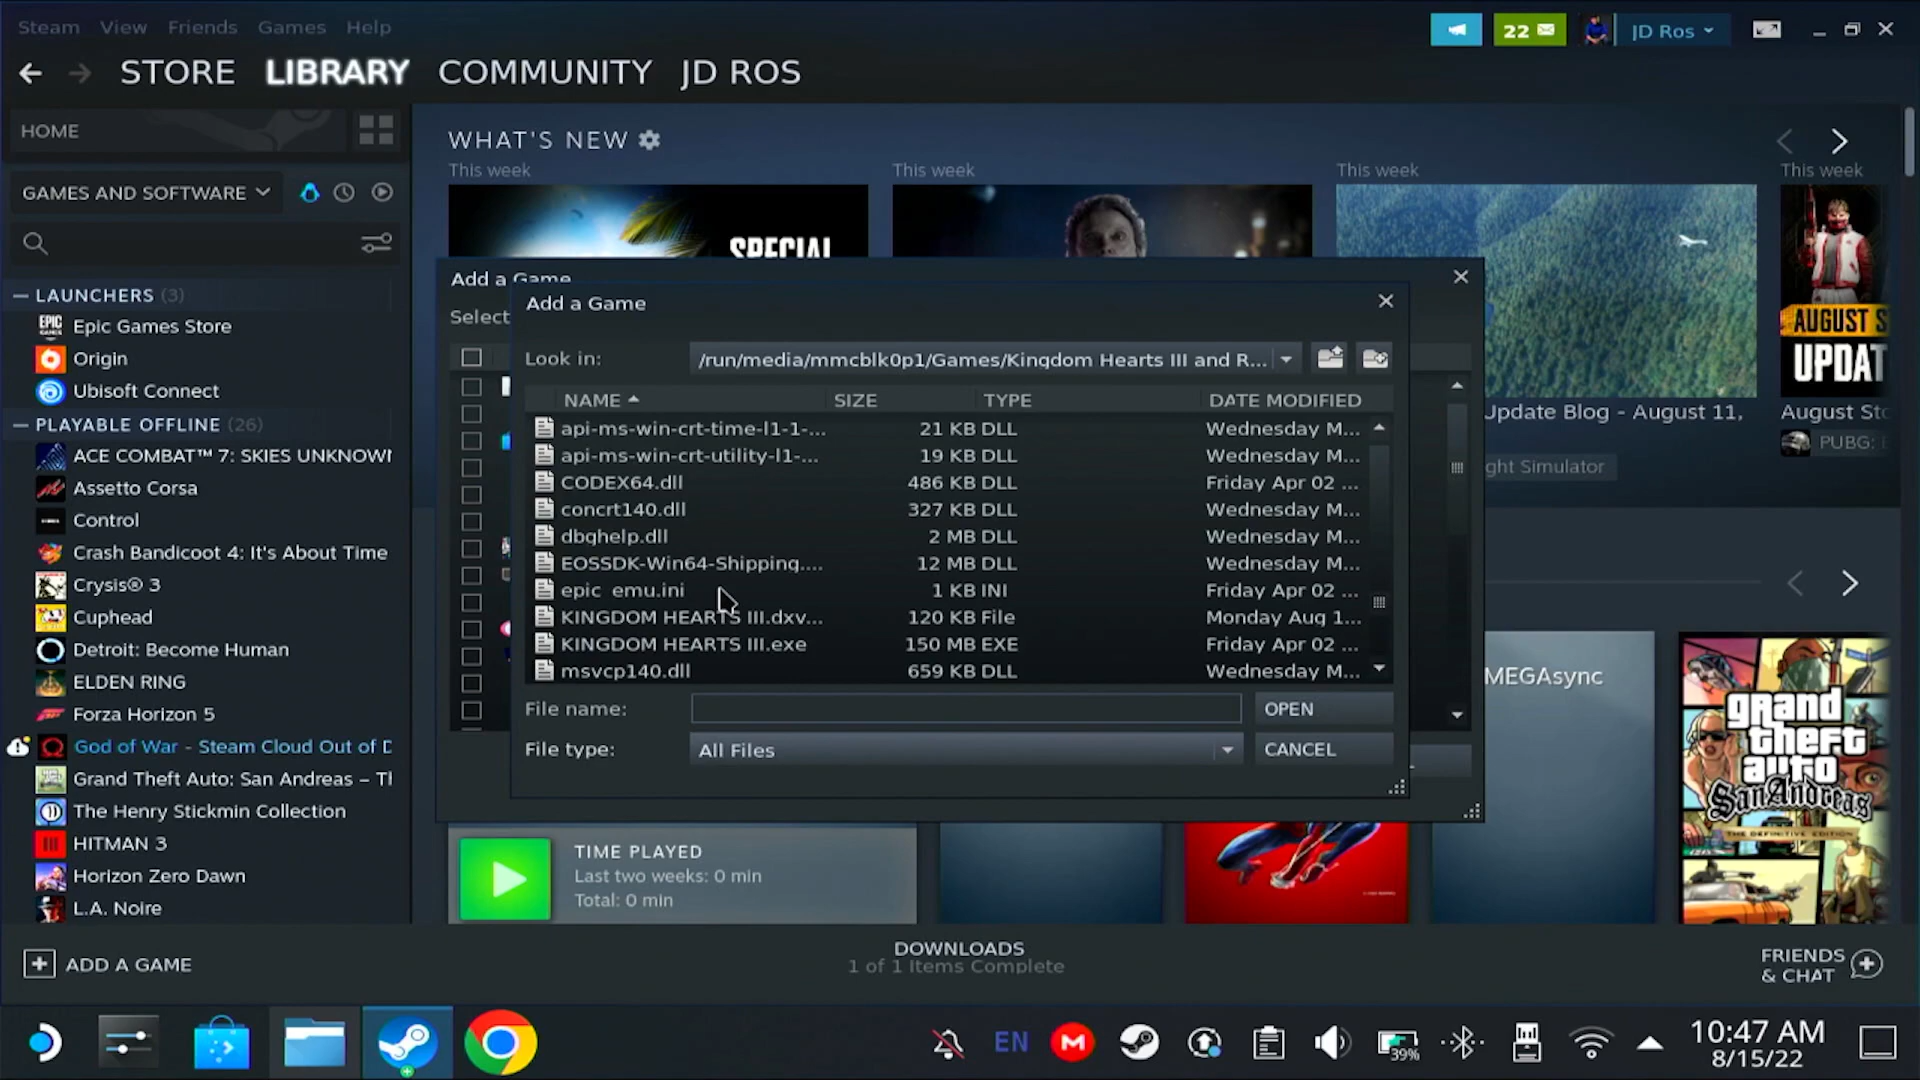 Steam View Friends Games Help
22
JD Ros
STORE LIBRARY COMMUNITY JD ROS
HOME
GAMES AND SOFTWARE
LAUNCHERS (3)
Epic Games Store
Origin
Ubisoft Connect
PLAYABLE OFFLINE (26)
ACE COMBAT™ 7: SKIES UNKNOWN
Assetto Corsa
Control
Crash Bandicoot 4: It's About Time
Crysis® 3
Cuphead
Detroit: Become Human
ELDEN RING
Forza Horizon 5
God of War - Steam Cloud Out of D
Grand Theft Auto: San Andreas – Tl
The Henry Stickmin Collection
HITMAN 3
Horizon Zero Dawn
L.A. Noire
WHAT'S NEW
This week
This week
This week
This week
SPECIAL
AUGUST S
UPDAT
Update Blog - August 11,
August Sto
PUBG:
ght Simulator
Add a Game
Select
Add a Game
Look in:
/run/media/mmcblk0p1/Games/Kingdom Hearts III and R...
NAME SIZE TYPE DATE MODIFIED
api-ms-win-crt-time-l1-1-... 21 KB DLL Wednesday M...
api-ms-win-crt-utility-l1-... 19 KB DLL Wednesday M...
CODEX64.dll 486 KB DLL Friday Apr 02 ...
concrt140.dll 327 KB DLL Wednesday M...
dbghelp.dll 2 MB DLL Wednesday M...
EOSSDK-Win64-Shipping.... 12 MB DLL Wednesday M...
epic_emu.ini 1 KB INI Friday Apr 02 ...
KINGDOM HEARTS III.dxv... 120 KB File Monday Aug 1...
KINGDOM HEARTS III.exe 150 MB EXE Friday Apr 02 ...
msvcp140.dll 659 KB DLL Wednesday M...
File name:
OPEN
File type:
All Files
CANCEL
MEGAsync
grand
theft
auto
San Andreas
THE DEFINITIVE EDITION
TIME PLAYED
Last two weeks: 0 min
Total: 0 min
ADD A GAME
DOWNLOADS
1 of 1 Items Complete
FRIENDS
& CHAT
EN
39%
10:47 AM
8/15/22